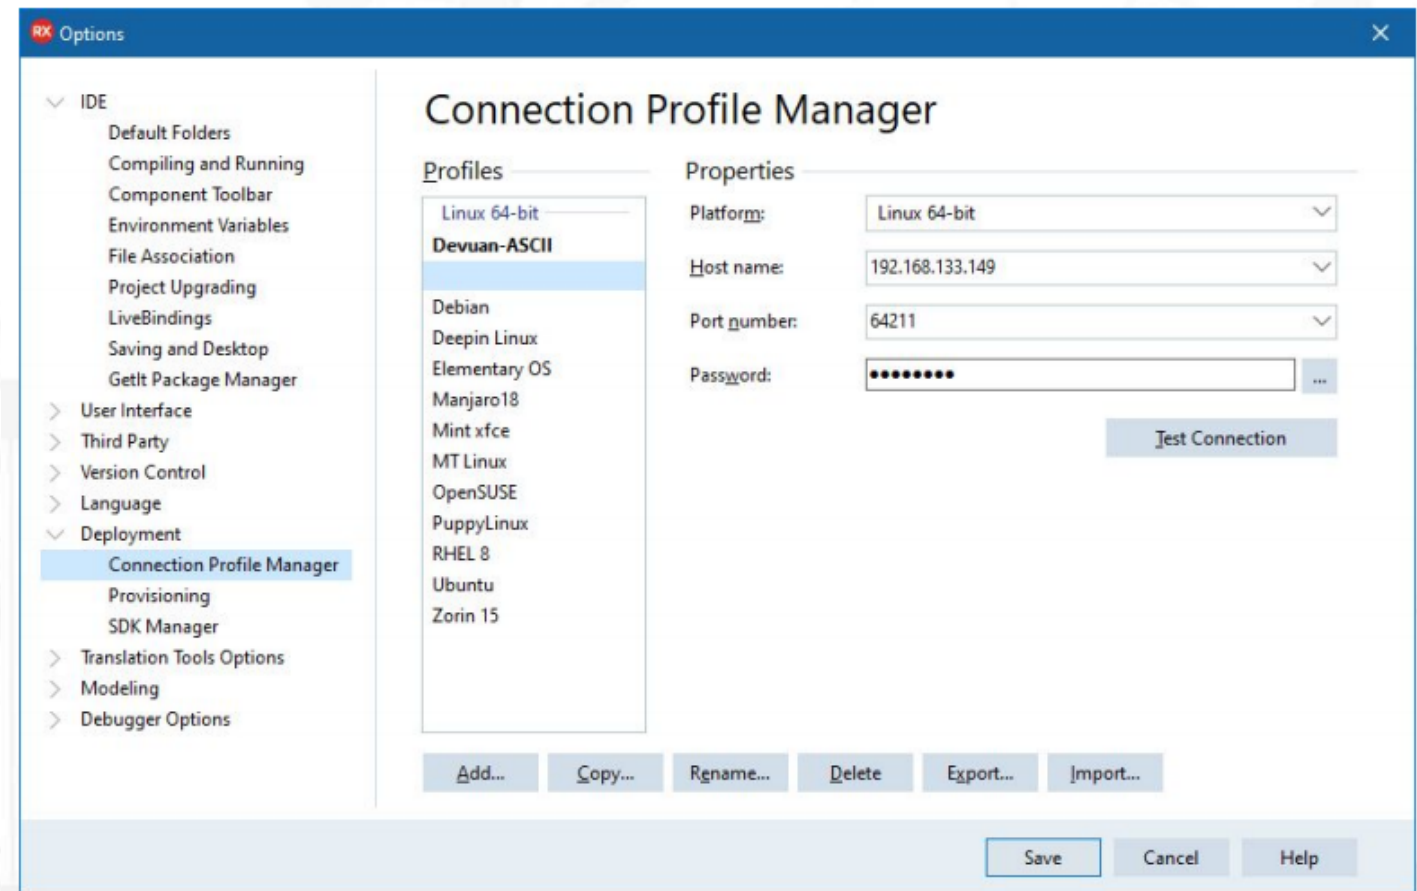 RX Options
IDE
Default Folders
Compiling and Running
Component Toolbar
Environment Variables
File Association
Project Upgrading
LiveBindings
Saving and Desktop
GetIt Package Manager
User Interface
Third Party
Version Control
Language
Deployment
Connection Profile Manager
Provisioning
SDK Manager
Translation Tools Options
Modeling
Debugger Options
Connection Profile Manager
Profiles
Linux 64-bit
Devuan-ASCII
Debian
Deepin Linux
Elementary OS
Manjaro18
Mint xfce
MT Linux
OpenSUSE
PuppyLinux
RHEL 8
Ubuntu
Zorin 15
Properties
Platform: Linux 64-bit
Host name: 192.168.133.149
Port number: 64211
Password: ●●●●●●●● ...
Test Connection
Add... Copy... Rename... Delete Export... Import...
Save Cancel Help